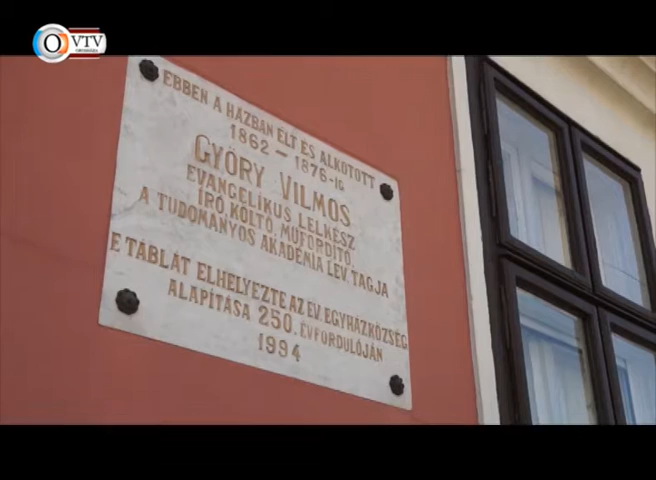 O VTV
EBBEN A HÁZBAN ÉLT ÉS ALKOTOTT
1862 – 1876-IG
GYŐRY VILMOS
EVANGÉLIKUS LELKÉSZ
ÍRÓ, KÖLTŐ, MŰFORDÍTÓ,
A TUDOMÁNYOS AKADÉMIA LEV. TAGJA
E TÁBLÁT ELHELYEZTE AZ EV. EGYHÁZKÖZSÉG
ALAPÍTÁSA 250. ÉVFORDULÓJÁN
1994